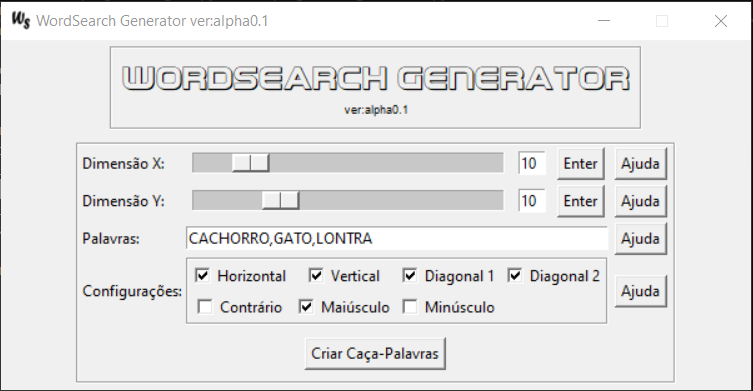 Ws WordSearch Generator ver:alpha0.1
WORDSEARCH GENERATOR
ver:alpha0.1
Dimensão X: 10 Enter Ajuda
Dimensão Y: 10 Enter Ajuda
Palavras: CACHORRO,GATO,LONTRA Ajuda
Configurações: Horizontal Vertical Diagonal 1 Diagonal 2 Ajuda
Contrário Maiúsculo Minúsculo
Criar Caça-Palavras